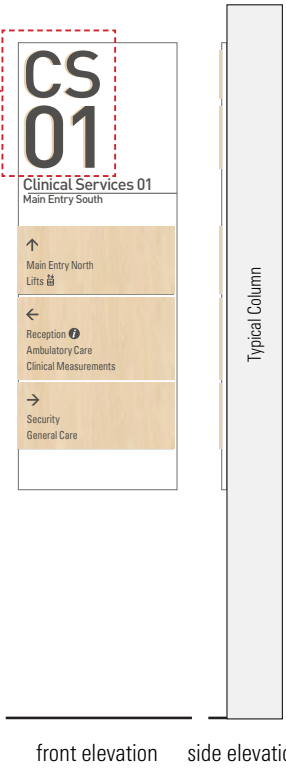 CS
01
Clinical Services 01
Main Entry South
Main Entry North
Lifts
Reception i
Ambulatory Care
Clinical Measurements
Security
General Care
Typical Column
front elevation
side elevatio